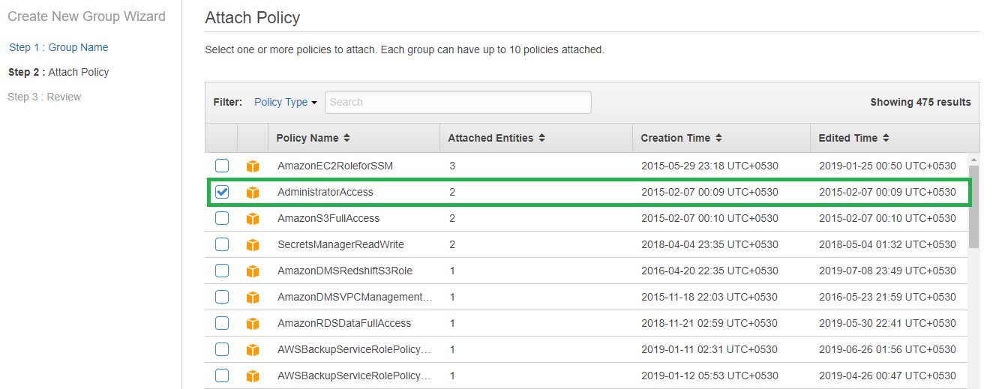 Create New Group Wizard
Step 1 : Group Name
Step 2 : Attach Policy
Step 3 : Review
Attach Policy
Select one or more policies to attach. Each group can have up to 10 policies attached.
Filter: Policy Type Search Showing 475 results
Policy Name Attached Entities Creation Time Edited Time
AmazonEC2RoleforSSM 3 2015-05-29 23:18 UTC+0530 2019-01-25 00:50 UTC+0530
AdministratorAccess 2 2015-02-07 00:09 UTC+0530 2015-02-07 00:09 UTC+0530
AmazonS3FullAccess 2 2015-02-07 00:10 UTC+0530 2015-02-07 00:10 UTC+0530
SecretsManagerReadWrite 2 2018-04-04 23:35 UTC+0530 2018-05-04 01:32 UTC+0530
AmazonDMSRedshiftS3Role 1 2016-04-20 22:35 UTC+0530 2019-07-08 23:49 UTC+0530
AmazonDMSVPCManagement... 1 2015-11-18 22:03 UTC+0530 2016-05-23 21:59 UTC+0530
AmazonRDSDataFullAccess 1 2018-11-21 02:59 UTC+0530 2019-05-30 22:41 UTC+0530
AWSBackupServiceRolePolicy... 1 2019-01-11 02:31 UTC+0530 2019-06-26 01:56 UTC+0530
AWSBackupServiceRolePolicy... 1 2019-01-12 05:53 UTC+0530 2019-04-26 00:47 UTC+0530